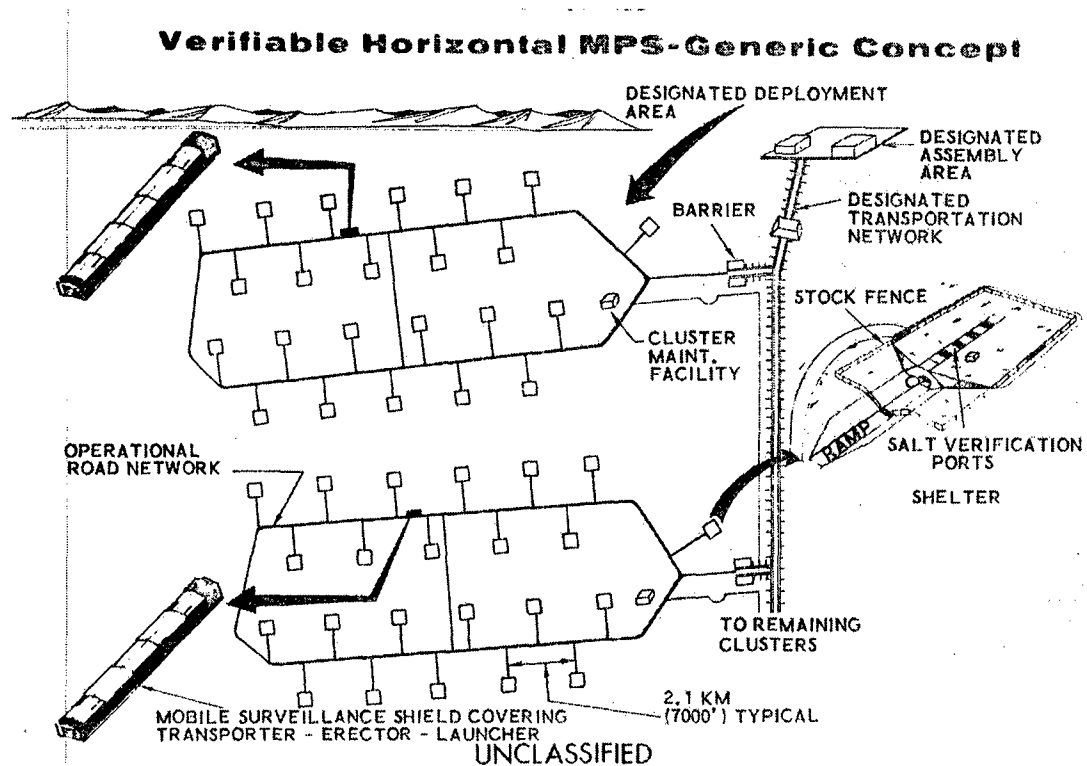 Verifiable Horizontal MPS-Generic Concept
DESIGNATED DEPLOYMENT
AREA
DESIGNATED
ASSEMBLY
AREA
BARRIER
DESIGNATED
TRANSPORTATION
NETWORK
STOCK FENCE
CLUSTER
MAINT.
FACILITY
RAMP
SALT VERIFICATION
PORTS
SHELTER
OPERATIONAL
ROAD NETWORK
TO REMAINING
CLUSTERS
2.1 KM
(7000') TYPICAL
MOBILE SURVEILLANCE SHIELD COVERING
TRANSPORTER - ERECTOR - LAUNCHER
UNCLASSIFIED